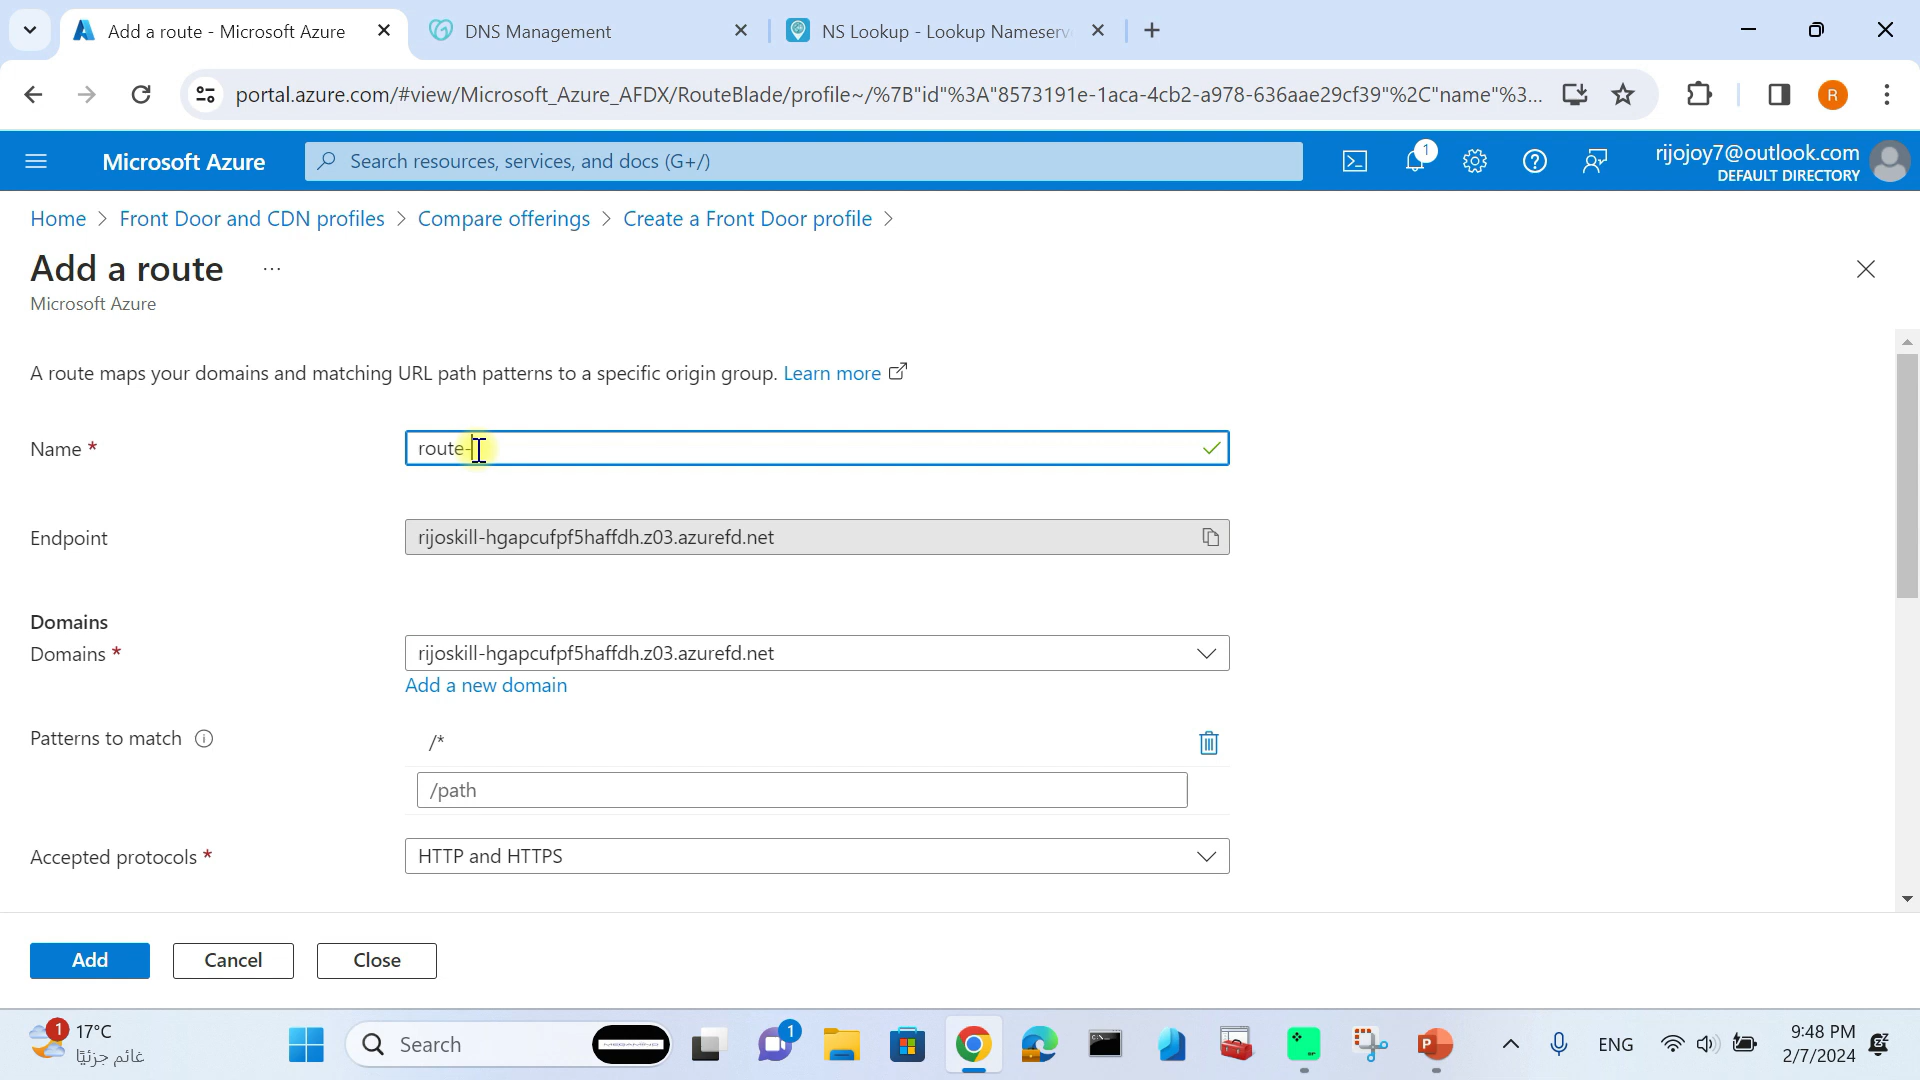 Add a route - Microsoft Azure
DNS Management
NS Lookup - Lookup Nameserv
portal.azure.com/#view/Microsoft_Azure_AFDX/RouteBlade/profile~/%7B"id"%3A"8573191e-1aca-4cb2-a978-636aae29cf39"%2C"name"%3...
R
Microsoft Azure
Search resources, services, and docs (G+/)
1
rijojoy7@outlook.com
DEFAULT DIRECTORY
Home > Front Door and CDN profiles > Compare offerings > Create a Front Door profile >
Add a route ...
Microsoft Azure
A route maps your domains and matching URL path patterns to a specific origin group. Learn more
Name *
route-
Endpoint
rijoskill-hgapcufpf5haffdh.z03.azurefd.net
Domains
Domains *
rijoskill-hgapcufpf5haffdh.z03.azurefd.net
Add a new domain
Patterns to match
/*
/path
Accepted protocols *
HTTP and HTTPS
Add
Cancel
Close
1
17°C
غائم جزئيًا
Search
1
ENG
9:48 PM
2/7/2024